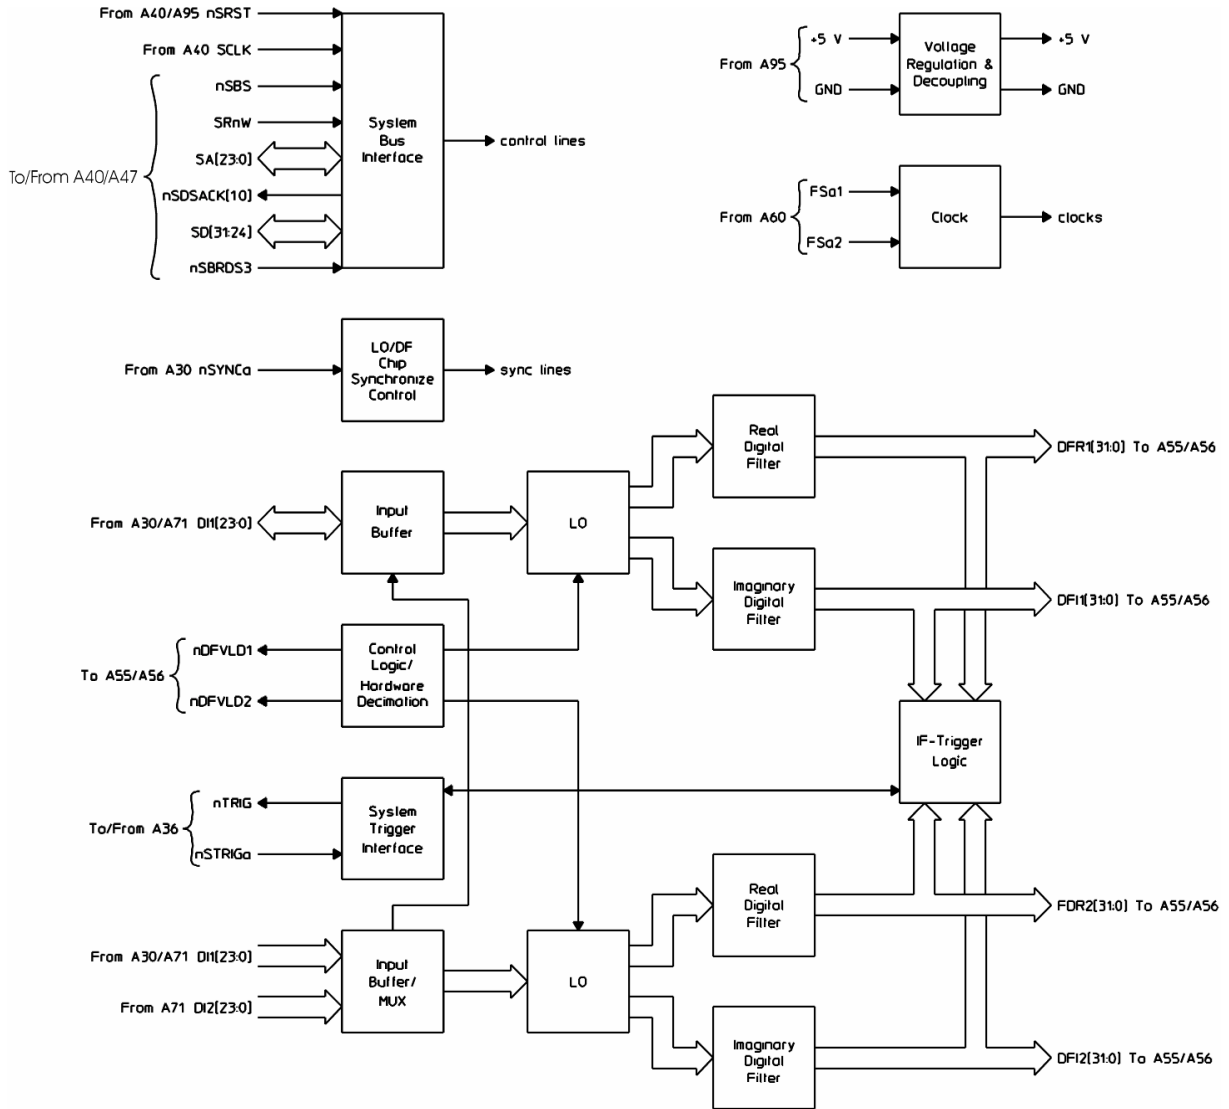 From A40/A95 nSRST
From A40 SCLK
nSBS
SRnW
SA[23:0]
To/From A40/A47
nSDSACK[10]
SD[31:24]
nSBRDS3
System
Bus
Interface
control lines
From A95
+5 V
GND
Voltage
Regulation &
Decoupling
+5 V
GND
From A60
FSa1
FSa2
Clock
clocks
From A30 nSYNCa
LO/DF
Chip
Synchronize
Control
sync lines
From A30/A71 DI1[23:0]
Input
Buffer
LO
Real
Digital
Filter
DFR1[31:0] To A55/A56
Imaginary
Digital
Filter
DFI1[31:0] To A55/A56
To A55/A56
nDFVLD1
nDFVLD2
Control
Logic/
Hardware
Decimation
IF-Trigger
Logic
To/From A36
nTRIG
nSTRIGa
System
Trigger
Interface
From A30/A71 DI1[23:0]
From A71 DI2[23:0]
Input
Buffer/
MUX
LO
Real
Digital
Filter
FDR2[31:0] To A55/A56
Imaginary
Digital
Filter
DFI2[31:0] To A55/A56